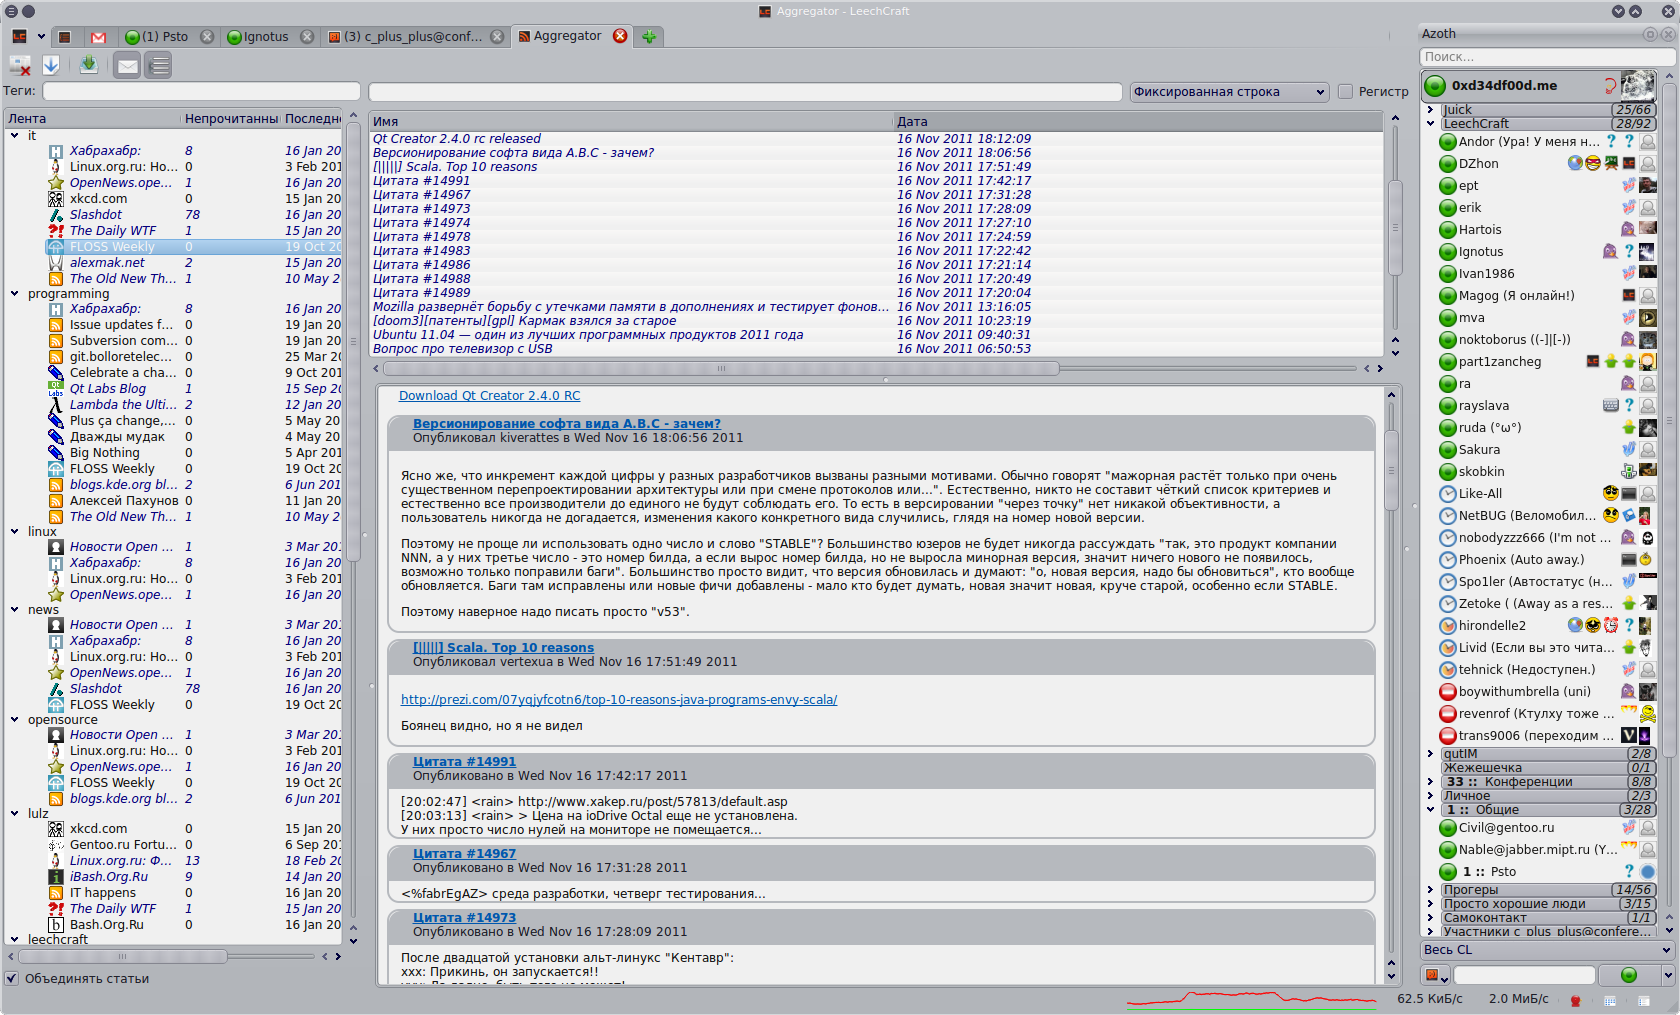 Aggregator - LeechCraft
(1) Psto
Ignotus
(3) c_plus_plus@conf...
Aggregator
Теги:
Фиксированная строка
Регистр
Лента Непрочитанны Последн
it
Хабрахабр: 8 16 Jan 20
Linux.org.ru: Но... 0 3 Feb 201
OpenNews.opе... 1 16 Jan 20
xkcd.com 0 15 Jan 20
Slashdot 78 16 Jan 20
The Daily WTF 1 15 Jan 20
FLOSS Weekly 0 19 Oct 20
alexmak.net 2 15 Jan 20
The Old New Th... 1 10 May 2
programming
Хабрахабр: 8 16 Jan 20
Issue updates f... 0 19 Jan 20
Subversion com... 0 19 Jan 20
git.bolloretelec... 0 25 Mar 20
Celebrate a cha... 0 9 Oct 201
Qt Labs Blog 1 15 Sep 20
Lambda the Ulti... 2 12 Jan 20
Plus ça change,... 0 5 May 20
Дважды мудак 0 4 May 20
Big Nothing 0 5 Apr 201
FLOSS Weekly 0 19 Oct 20
blogs.kde.org bl... 2 6 Jun 201
Алексей Пахунов 0 11 Jan 20
The Old New Th... 1 10 May 2
linux
Новости Open ... 1 3 Mar 201
Хабрахабр: 8 16 Jan 20
Linux.org.ru: Но... 0 3 Feb 201
OpenNews.opе... 1 16 Jan 20
news
Новости Open ... 1 3 Mar 201
Хабрахабр: 8 16 Jan 20
Linux.org.ru: Но... 0 3 Feb 201
OpenNews.opе... 1 16 Jan 20
Slashdot 78 16 Jan 20
FLOSS Weekly 0 19 Oct 20
opensource
Новости Open ... 1 3 Mar 201
Linux.org.ru: Но... 0 3 Feb 201
OpenNews.opе... 1 16 Jan 20
FLOSS Weekly 0 19 Oct 20
blogs.kde.org bl... 2 6 Jun 201
lulz
xkcd.com 0 15 Jan 20
Gentoo.ru Fortu... 0 6 Sep 201
Linux.org.ru: Ф... 13 18 Feb 20
iBash.Org.Ru 9 14 Jan 20
IT happens 0 16 Jan 20
The Daily WTF 1 15 Jan 20
Bash.Org.Ru 0 16 Jan 20
leechcraft
Объединять статьи
Имя Дата
Qt Creator 2.4.0 rc released 16 Nov 2011 18:12:09
Версионирование софта вида A.B.C - зачем? 16 Nov 2011 18:06:56
[|||||] Scala. Top 10 reasons 16 Nov 2011 17:51:49
Цитата #14991 16 Nov 2011 17:42:17
Цитата #14967 16 Nov 2011 17:31:28
Цитата #14973 16 Nov 2011 17:28:09
Цитата #14974 16 Nov 2011 17:27:10
Цитата #14978 16 Nov 2011 17:24:59
Цитата #14983 16 Nov 2011 17:22:42
Цитата #14986 16 Nov 2011 17:21:14
Цитата #14988 16 Nov 2011 17:20:49
Цитата #14989 16 Nov 2011 17:20:04
Mozilla развернёт борьбу с утечками памяти в дополнениях и тестирует фонов... 16 Nov 2011 13:16:05
[doom3][патенты][gpl] Кармак взялся за старое 16 Nov 2011 10:23:19
Ubuntu 11.04 — один из лучших программных продуктов 2011 года 16 Nov 2011 09:40:31
Вопрос про телевизор с USB 16 Nov 2011 06:50:53
Download Qt Creator 2.4.0 RC
Версионирование софта вида A.B.C - зачем?
Опубликовал kiverattes в Wed Nov 16 18:06:56 2011
Ясно же, что инкремент каждой цифры у разных разработчиков вызваны разными мотивами. Обычно говорят "мажорная растёт только при очень
существенном перепроектировании архитектуры или при смене протоколов или...". Естественно, никто не составит чёткий список критериев и
естественно все производители до единого не будут соблюдать его. То есть в версировании "через точку" нет никакой объективности, а
пользователь никогда не догадается, изменения какого конкретного вида случились, глядя на номер новой версии.
Поэтому не проще ли использовать одно число и слово "STABLE"? Большинство юзеров не будет никогда рассуждать "так, это продукт компании
NNN, а у них третье число - это номер билда, а если вырос номер билда, но не выросла минорная версия, значит ничего нового не появилось,
возможно только поправили баги". Большинство просто видит, что версия обновилась и думают: "о, новая версия, надо бы обновиться", кто вообще
обновляется. Баги там исправлены или новые фичи добавлены - мало кто будет думать, новая значит новая, круче старой, особенно если STABLE.
Поэтому наверное надо писать просто "v53".
[|||||] Scala. Top 10 reasons
Опубликовал vertexua в Wed Nov 16 17:51:49 2011
http://prezi.com/07yqjyfcotn6/top-10-reasons-java-programs-envy-scala/
Боянец видно, но я не видел
Цитата #14991
Опубликовано в Wed Nov 16 17:42:17 2011
[20:02:47] <rain> http://www.xakep.ru/post/57813/default.asp
[20:03:13] <rain> > Цена на ioDrive Octal еще не установлена.
У них просто число нулей на мониторе не помещается...
Цитата #14967
Опубликовано в Wed Nov 16 17:31:28 2011
<%fabrEgAZ> среда разработки, четверг тестирования...
Цитата #14973
Опубликовано в Wed Nov 16 17:28:09 2011
После двадцатой установки альт-линукс "Кентавр":
xxx: Прикинь, он запускается!!
Azoth
Поиск...
0xd34df00d.me
Juick 25/66
LeechCraft 28/92
Andor (Ура! У меня н...
DZhon
ept
erik
Hartois
Ignotus
Ivan1986
Magog (Я онлайн!)
mva
noktoborus ((-]|[-))
part1zancheg
ra
rayslava
ruda (°ω°)
Sakura
skobkin
Like-All
NetBUG (Веломобил...
nobodyzzz666 (I'm not ...
Phoenix (Auto away.)
Spo1ler (Автостатус (н...
Zetoke ( (Away as a res...
hirondelle2
Livid (Если вы это чита...
tehnick (Недоступен.)
boywithumbrella (uni)
revenrof (Ктулху тоже ...
trans9006 (переходим ...
qutIM 2/8
Жежешечка 0/1
33 :: Конференции 8/8
Личное 2/3
1 :: Общие 3/28
Civil@gentoo.ru
Nable@jabber.mipt.ru (Y...
1 :: Psto
Прогеры 14/56
Просто хорошие люди 3/15
Самоконтакт 1/1
Участники c_plus_plus@confere...
Весь CL
62.5 КиБ/с 2.0 МиБ/с